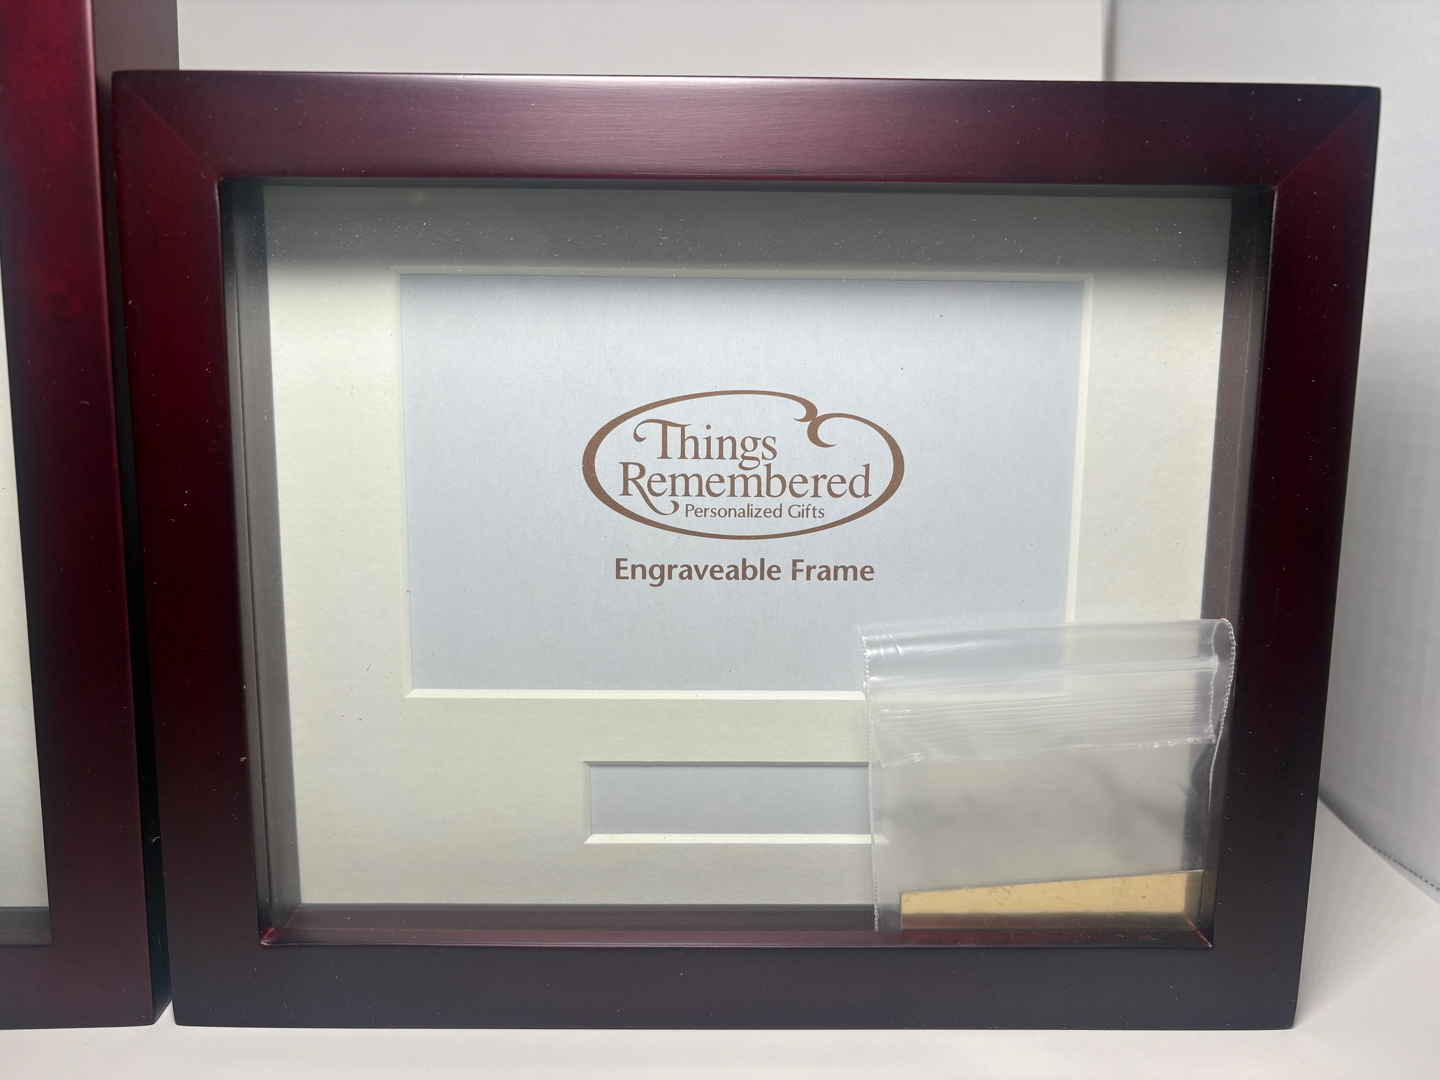 Things
Remembered
Personalized Gifts
Engraveable Frame